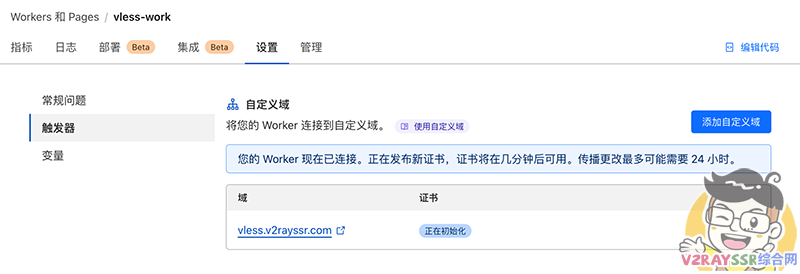 Workers 和 Pages / vless-work
指标 日志 部署 Beta 集成 Beta 设置 管理 编辑代码
常规问题
触发器
变量
自定义域
将您的 Worker 连接到自定义域。 使用自定义域
添加自定义域
您的 Worker 现在已连接。正在发布新证书，证书将在几分钟后可用。传播更改最多可能需要 24 小时。
域 证书
vless.v2rayssr.com 正在初始化
V2RAYSSR综合网